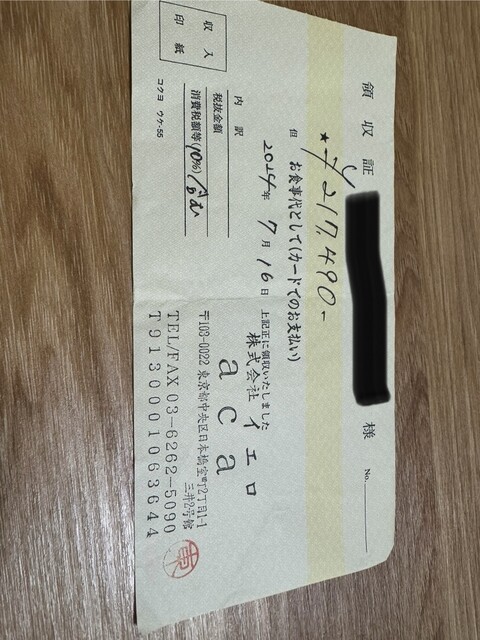 領収証
様
No.
★ ¥217,490-
但 お食事代として(カードでのお支払い)
2024年 7月 16日 上記正に領収いたしました
収入
印紙
内訳
税抜金額
消費税額等(10%) 含む
コクヨ ウケ-55
株式会社 イエロ
aca
〒103-0022 東京都中央区日本橋室町2丁目1-1
三井2号館
TEL/FAX 03-6262-5090
T9130001063644